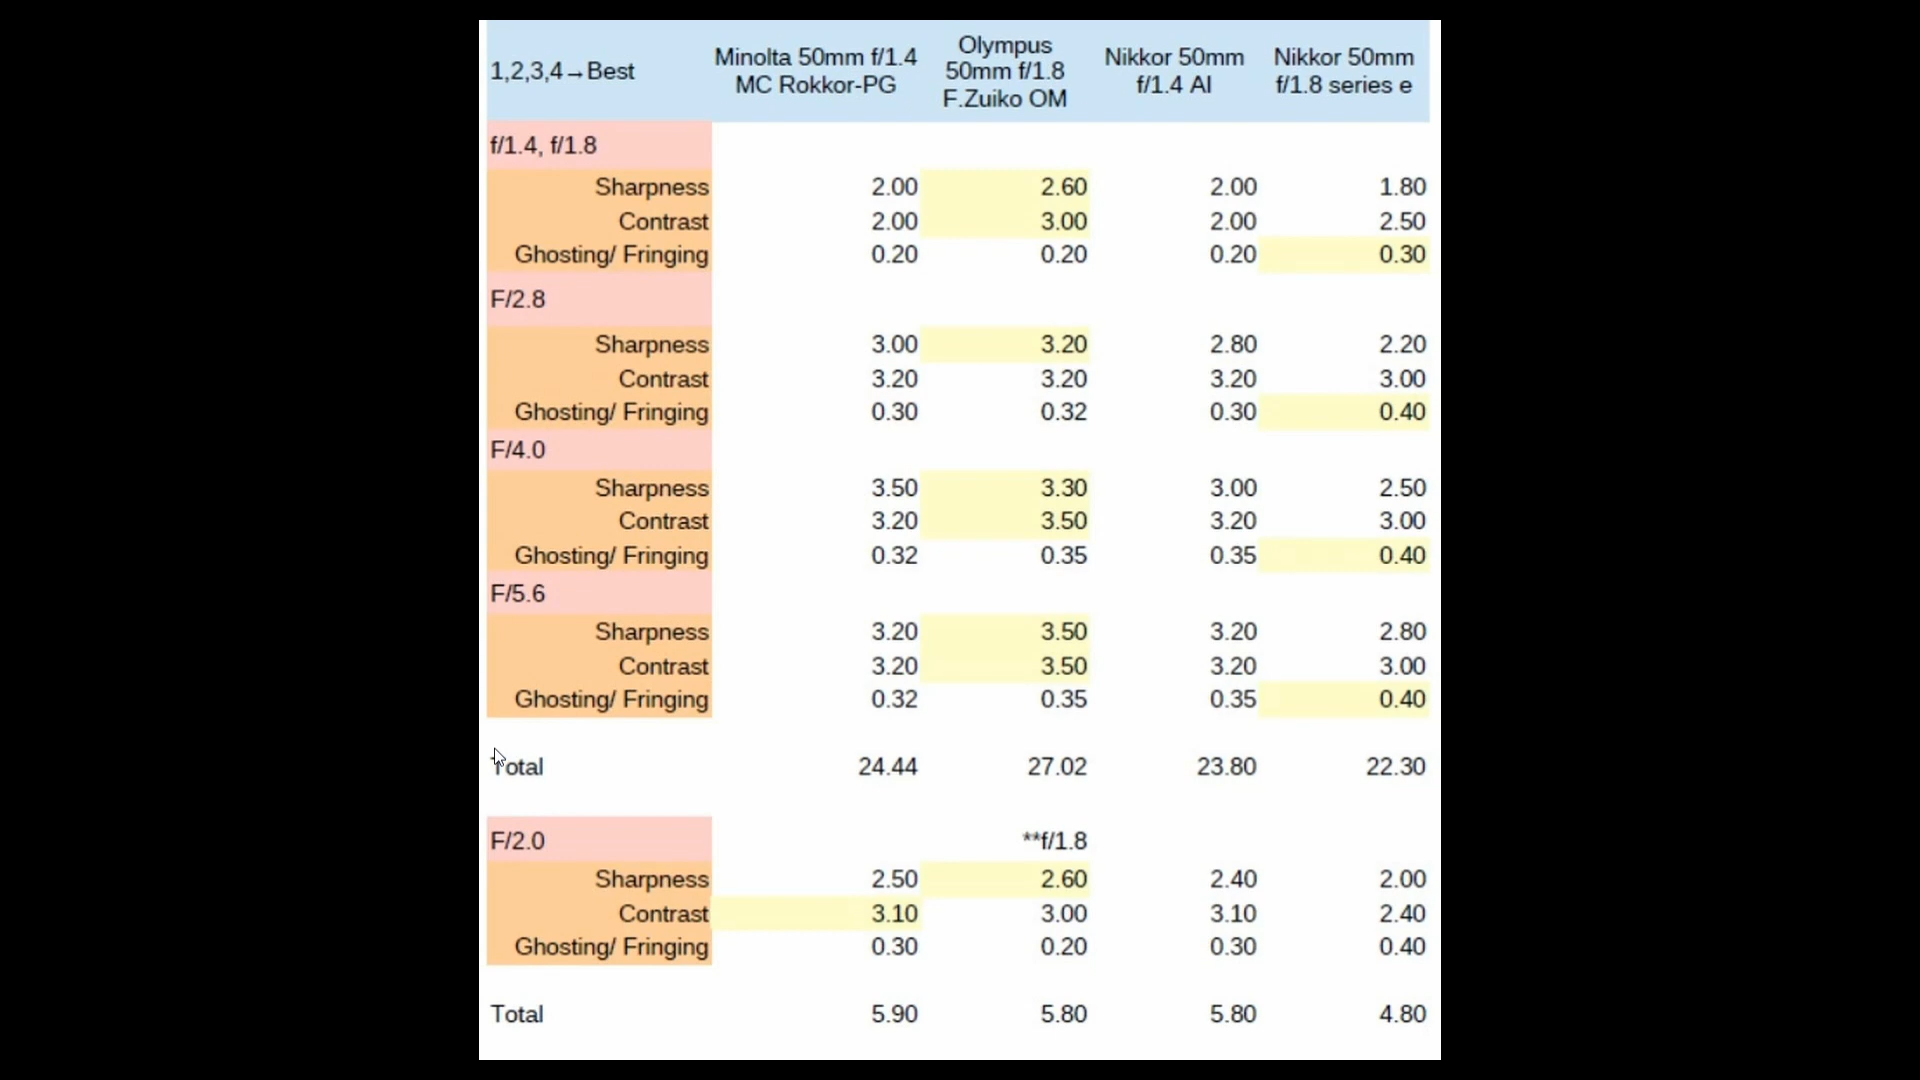 1,2,3,4→Best Minolta 50mm f/1.4 MC Rokkor-PG Olympus 50mm f/1.8 F.Zuiko OM Nikkor 50mm f/1.4 AI Nikkor 50mm f/1.8 series e
f/1.4, f/1.8
Sharpness 2.00 2.60 2.00 1.80
Contrast 2.00 3.00 2.00 2.50
Ghosting/ Fringing 0.20 0.20 0.20 0.30
F/2.8
Sharpness 3.00 3.20 2.80 2.20
Contrast 3.20 3.20 3.20 3.00
Ghosting/ Fringing 0.30 0.32 0.30 0.40
F/4.0
Sharpness 3.50 3.30 3.00 2.50
Contrast 3.20 3.50 3.20 3.00
Ghosting/ Fringing 0.32 0.35 0.35 0.40
F/5.6
Sharpness 3.20 3.50 3.20 2.80
Contrast 3.20 3.50 3.20 3.00
Ghosting/ Fringing 0.32 0.35 0.35 0.40
Total 24.44 27.02 23.80 22.30
F/2.0 **f/1.8
Sharpness 2.50 2.60 2.40 2.00
Contrast 3.10 3.00 3.10 2.40
Ghosting/ Fringing 0.30 0.20 0.30 0.40
Total 5.90 5.80 5.80 4.80